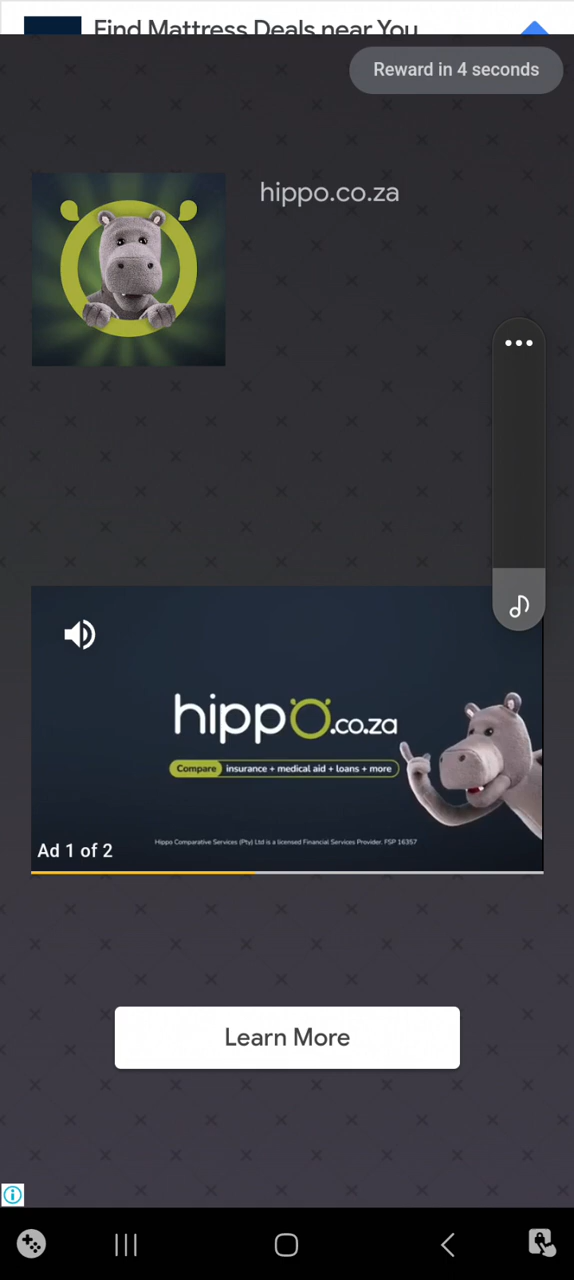 Find Mattress Deals near You
Reward in 4 seconds
hippo.co.za
hippo.co.za
Compare insurance + medical aid + loans + more
Hippo Comparative Services (Pty) Ltd is a licensed Financial Services Provider. FSP 16357
Ad 1 of 2
Learn More